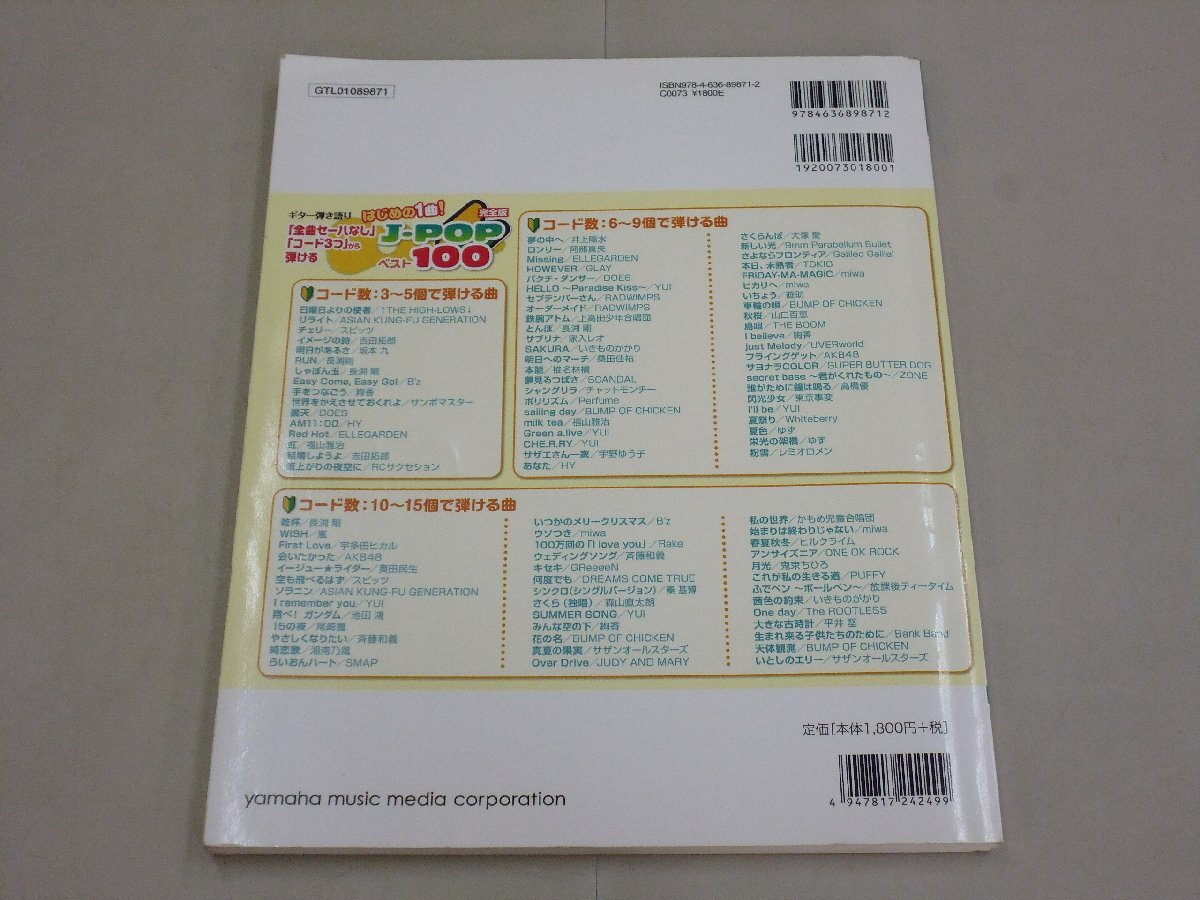 GTL01089871
ISBN978-4-636-89871-2
C0073 ¥1800E
9784636898712
1920073018001
ギター弾き語り
はじめの1曲!
完全版
「全曲セーハなし」
「コード3つ」から
弾ける
J-POP
ベスト100
コード数:3〜5個で弾ける曲
日曜日よりの使者/↑THE HIGH-LOWS↓
リライト/ASIAN KUNG-FU GENERATION
チェリー/スピッツ
イメージの詩/吉田拓郎
明日があるさ/坂本 九
RUN/長渕剛
しゃぼん玉/長渕 剛
Easy Come, Easy Go!/B'z
手をつなごう/絢香
世界をかえさせておくれよ/サンボマスター
曇天/DOES
AM11:00/HY
Red Hot/ELLEGARDEN
虹/福山雅治
結婚しようよ/吉田拓郎
雨上がりの夜空に/RCサクセション
コード数:6〜9個で弾ける曲
夢の中へ/井上陽水
ロンリー/阿部真央
Missing/ELLEGARDEN
HOWEVER/GLAY
バクチ・ダンサー/DOES
HELLO 〜Paradise Kiss〜/YUI
セプテンバーさん/RADWIMPS
オーダーメイド/RADWIMPS
鉄腕アトム/上高田少年合唱団
とんぼ/長渕 剛
サブリナ/家入レオ
SAKURA/いきものがかり
明日へのマーチ/桑田佳祐
本能/椎名林檎
夢見るつばさ/SCANDAL
シャングリラ/チャットモンチー
ポリリズム/Perfume
sailing day/BUMP OF CHICKEN
milk tea/福山雅治
Green a.live/YUI
CHE.R.RY/YUI
サザエさん一家/宇野ゆう子
あなた/HY
さくらんぼ/大塚 愛
新しい光/9mm Parabellum Bullet
さよならフロンティア/Galileo Galilei
本日、未熟者/TOKIO
FRiDAY-MA-MAGiC/miwa
ヒカリヘ/miwa
いちょう/遊助
車輪の唄/BUMP OF CHICKEN
秋桜/山口百恵
島唄/THE BOOM
I believe/絢香
Just Melody/UVERworld
フライングゲット/AKB48
サヨナラCOLOR/SUPER BUTTER DOG
secret base 〜君がくれたもの〜/ZONE
誰がために鐘は鳴る/高橋優
閃光少女/東京事変
I'll be/YUI
夏祭り/Whiteberry
夏色/ゆず
栄光の架橋/ゆず
粉雪/レミオロメン
コード数:10〜15個で弾ける曲
乾杯/長渕 剛
WISH/嵐
First Love/宇多田ヒカル
会いたかった/AKB48
イージュー★ライダー/奥田民生
空も飛べるはず/スピッツ
ソラニン/ASIAN KUNG-FU GENERATION
I remember you/YUI
翔べ! ガンダム/池田 鴻
15の夜/尾崎豊
やさしくなりたい/斉藤和義
純恋歌/湘南乃風
らいおんハート/SMAP
いつかのメリークリスマス/B'z
ウソつき/miwa
100万回の「I love you」/Rake
ウェディングソング/斉藤和義
キセキ/GReeeeN
何度でも/DREAMS COME TRUE
シンクロ(シングルバージョン)/秦 基博
さくら(独唱)/森山直太朗
SUMMER SONG/YUI
みんな空の下/絢香
花の名/BUMP OF CHICKEN
真夏の果実/サザンオールスターズ
Over Drive/JUDY AND MARY
私の世界/かもめ児童合唱団
始まりは終わりじゃない/miwa
春夏秋冬/ヒルクライム
アンサイズニア/ONE OK ROCK
月光/鬼束ちひろ
これが私の生きる道/PUFFY
ふでペン 〜ボールペン〜/放課後ティータイム
茜色の約束/いきものがかり
One day/The ROOTLESS
大きな古時計/平井 堅
生まれ来る子供たちのために/Bank Band
天体観測/BUMP OF CHICKEN
いとしのエリー/サザンオールスターズ
定価[本体1,800円+税]
yamaha music media corporation
4 947817 242499